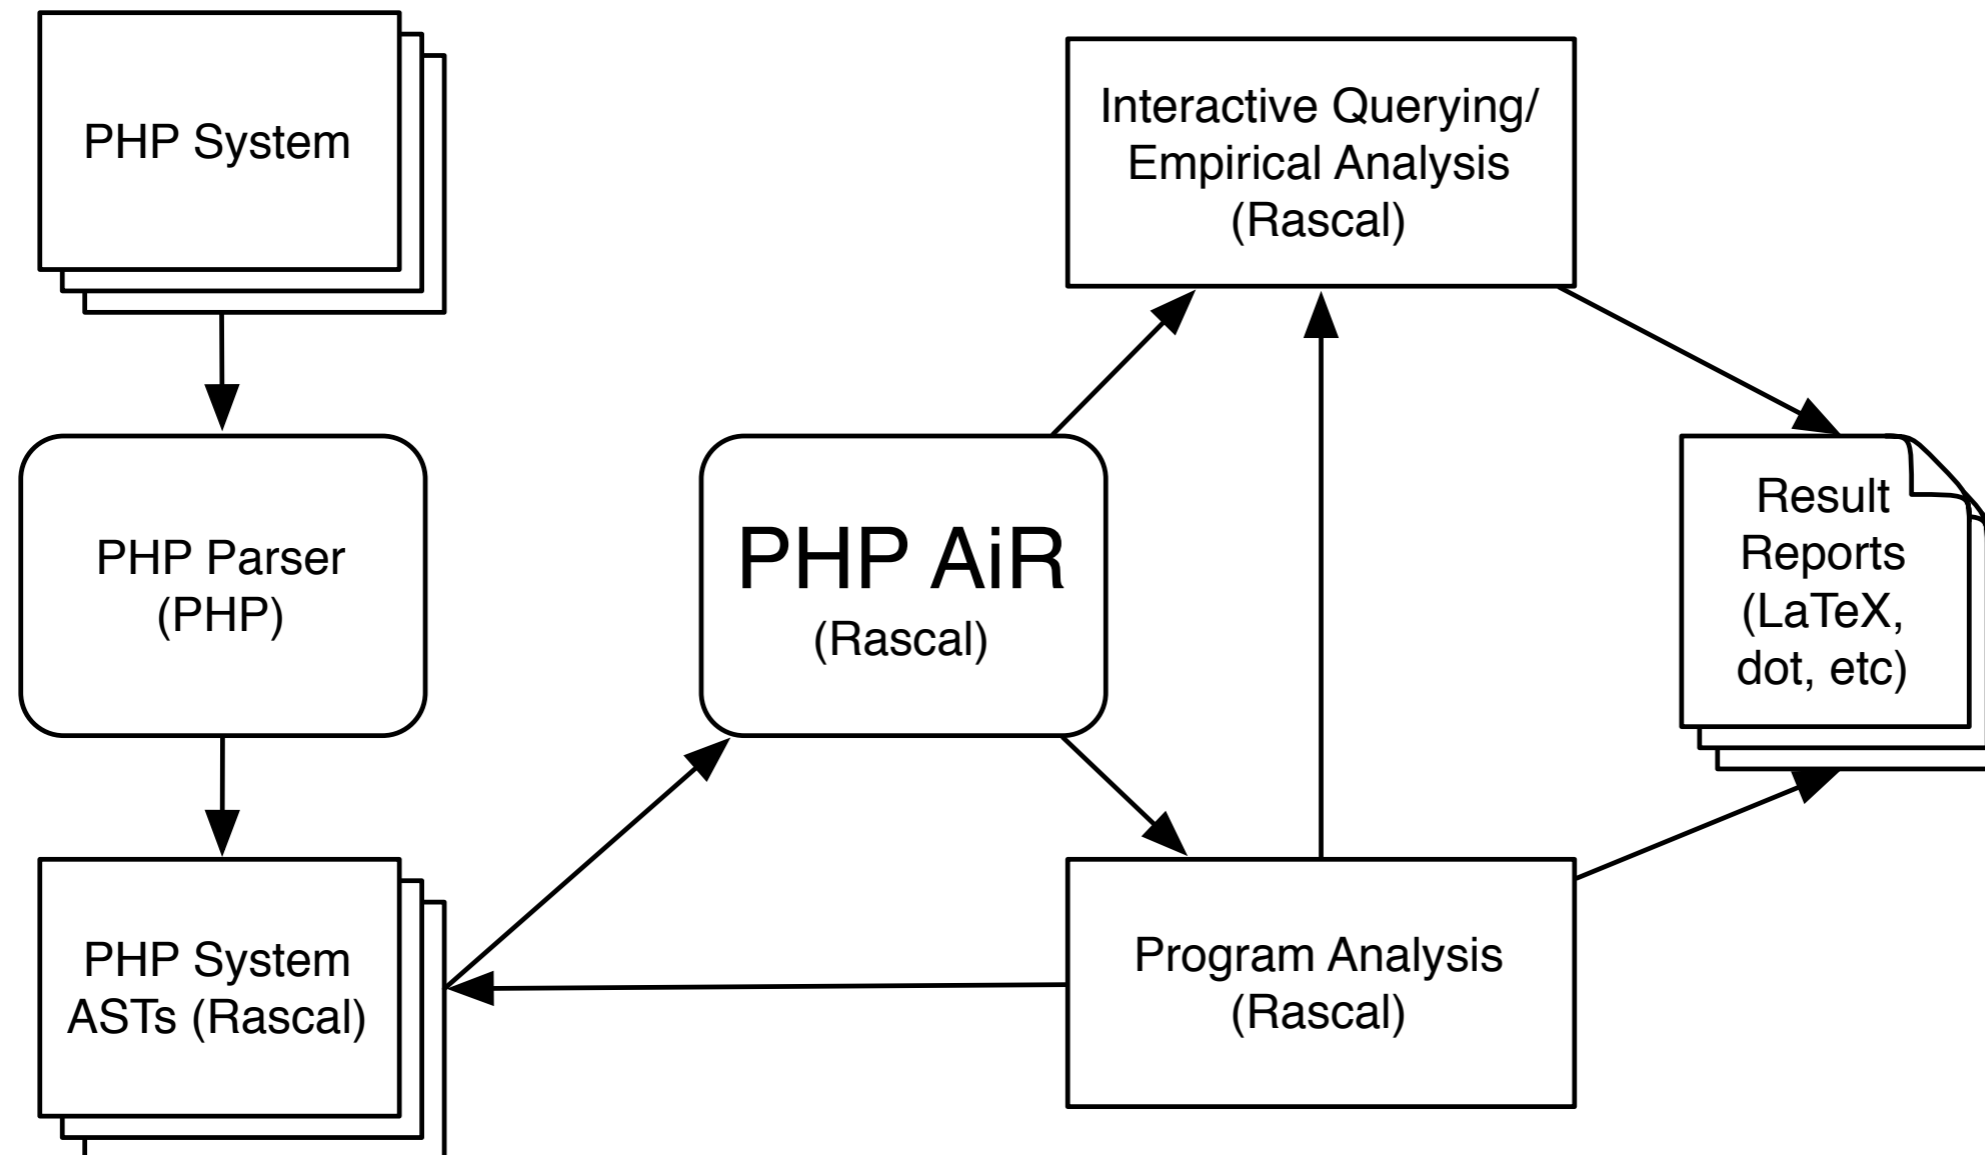 PHP System
Interactive Querying/
Empirical Analysis
(Rascal)
PHP Parser
(PHP)
PHP AiR
(Rascal)
Result
Reports
(LaTeX,
dot, etc)
PHP System
ASTs (Rascal)
Program Analysis
(Rascal)